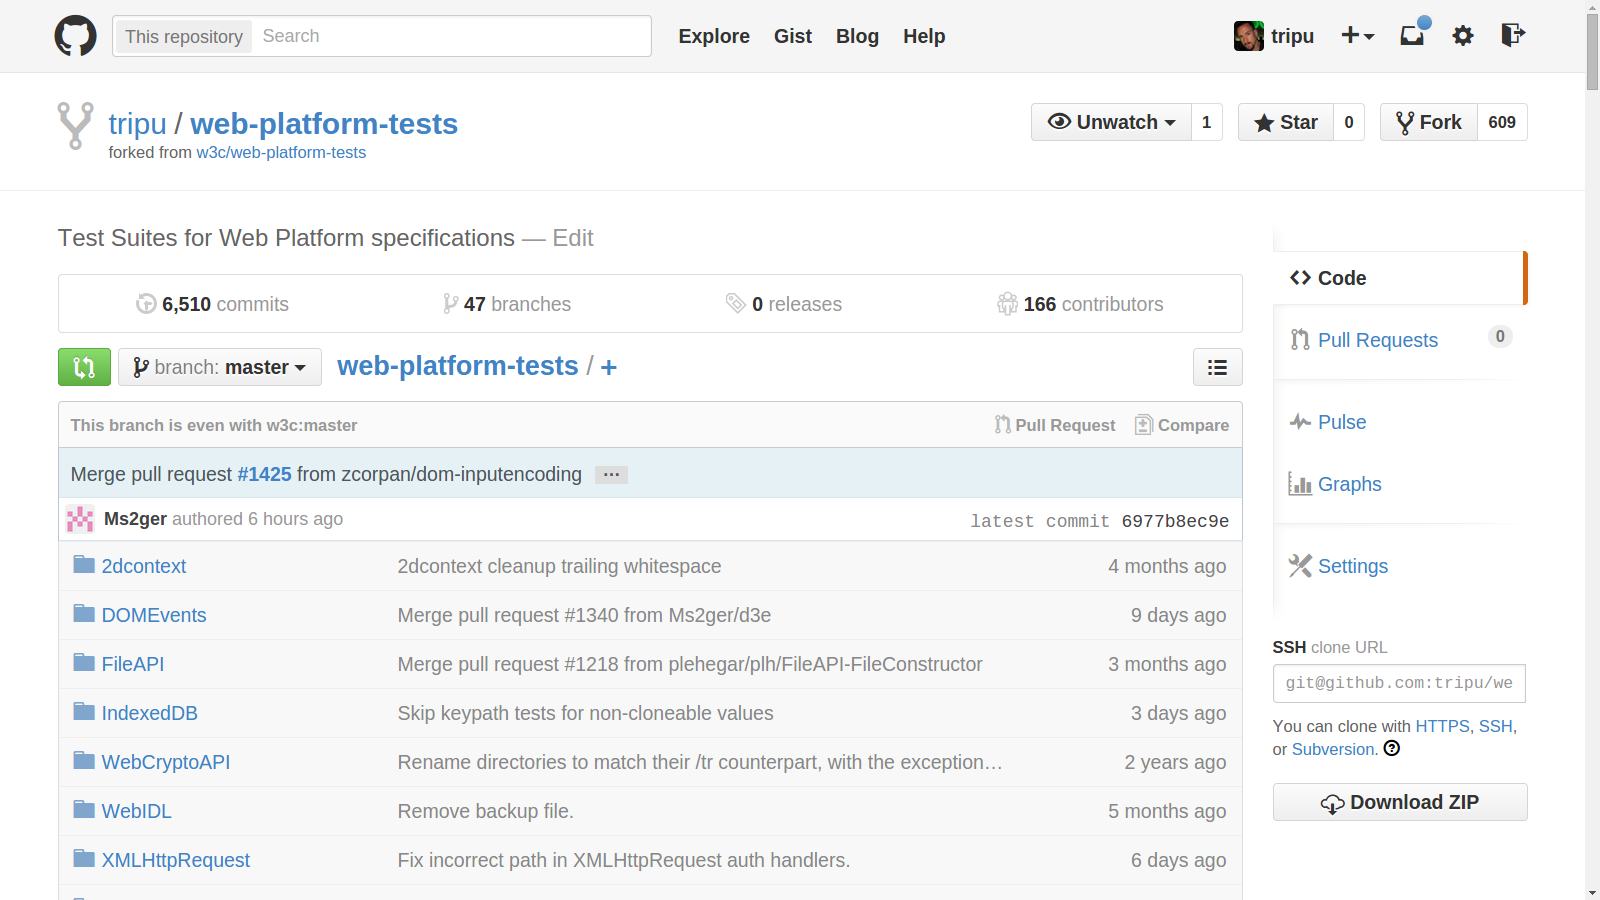 This repository Search Explore Gist Blog Help tripu
tripu / web-platform-tests
forked from w3c/web-platform-tests
Unwatch 1 Star 0 Fork 609
Test Suites for Web Platform specifications — Edit
6,510 commits 47 branches 0 releases 166 contributors
branch: master web-platform-tests / +
This branch is even with w3c:master Pull Request Compare
Merge pull request #1425 from zcorpan/dom-inputencoding …
Ms2ger authored 6 hours ago latest commit 6977b8ec9e
2dcontext 2dcontext cleanup trailing whitespace 4 months ago
DOMEvents Merge pull request #1340 from Ms2ger/d3e 9 days ago
FileAPI Merge pull request #1218 from plehegar/plh/FileAPI-FileConstructor 3 months ago
IndexedDB Skip keypath tests for non-cloneable values 3 days ago
WebCryptoAPI Rename directories to match their /tr counterpart, with the exception… 2 years ago
WebIDL Remove backup file. 5 months ago
XMLHttpRequest Fix incorrect path in XMLHttpRequest auth handlers. 6 days ago
Code
Pull Requests 0
Pulse
Graphs
Settings
SSH clone URL
git@github.com:tripu/we
You can clone with HTTPS, SSH,
or Subversion.
Download ZIP